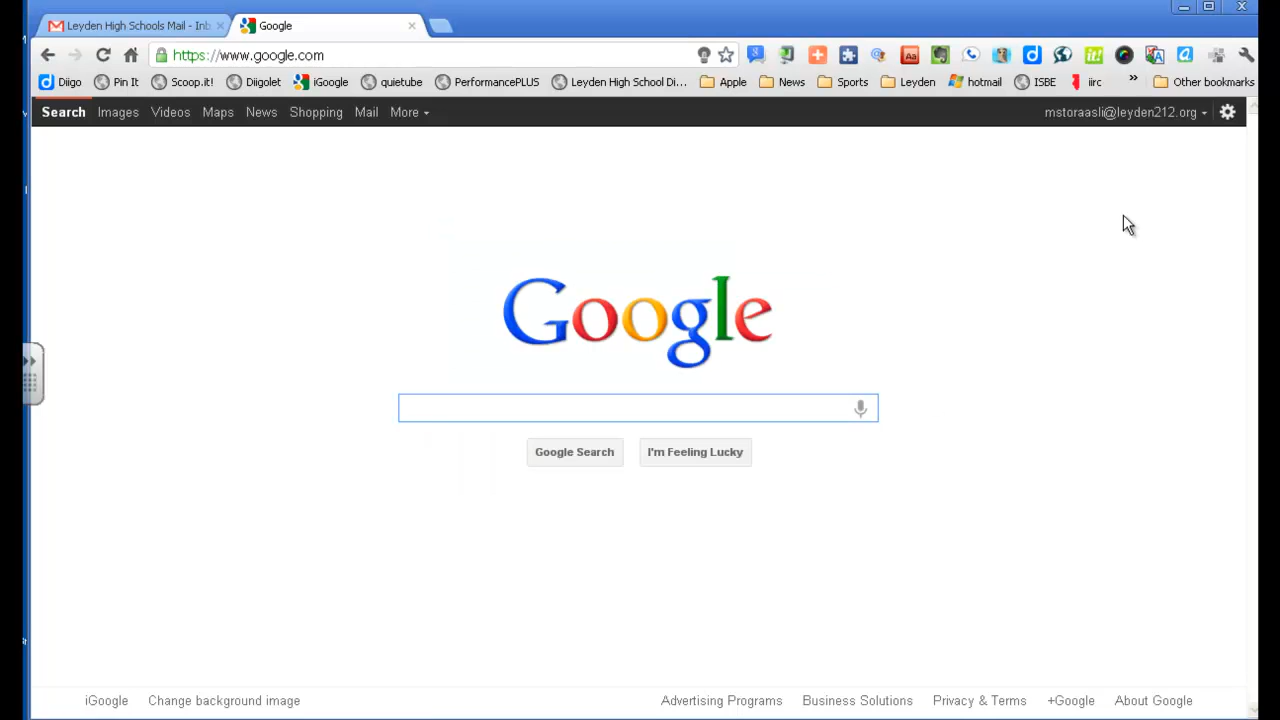 Leyden High Schools Mail - Inb
Google
https://www.google.com
Diigo Pin It Scoop.it! Diigolet iGoogle quietube PerformancePLUS Leyden High School Di... Apple News Sports Leyden hotmail ISBE iirc Other bookmarks
Search Images Videos Maps News Shopping Mail More mstoraasli@leyden212.org
Google
Google Search I'm Feeling Lucky
iGoogle Change background image Advertising Programs Business Solutions Privacy & Terms +Google About Google